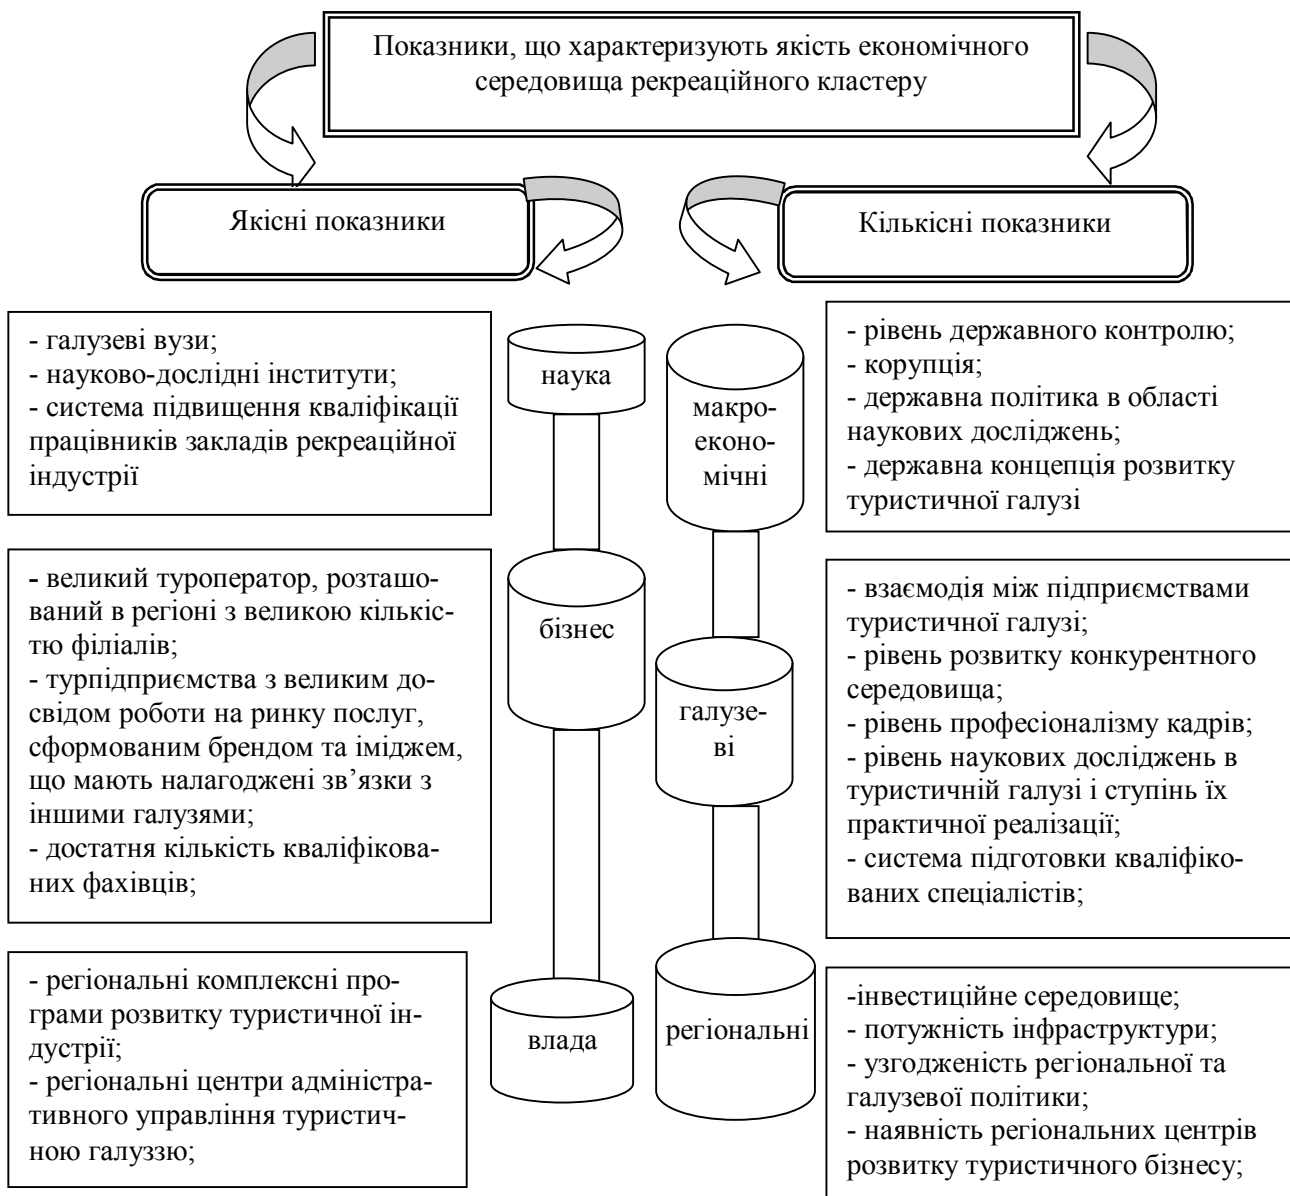 Показники, що характеризують якість економічного
середовища рекреаційного кластеру
Якісні показники
Кількісні показники
- галузеві вузи;
- науково-дослідні інститути;
- система підвищення кваліфікації
працівників закладів рекреаційної
індустрії
наука
макро-
еконо-
мічні
- рівень державного контролю;
- корупція;
- державна політика в області
наукових досліджень;
- державна концепція розвитку
туристичної галузі
- великий туроператор, розташо-
ваний в регіоні з великою кількіс-
тю філіалів;
- турпідприємства з великим до-
свідом роботи на ринку послуг,
сформованим брендом та іміджем,
що мають налагоджені зв’язки з
іншими галузями;
- достатня кількість кваліфікова-
них фахівців;
бізнес
галузе-
ві
- взаємодія між підприємствами
туристичної галузі;
- рівень розвитку конкурентного
середовища;
- рівень професіоналізму кадрів;
- рівень наукових досліджень в
туристичній галузі і ступінь їх
практичної реалізації;
- система підготовки кваліфіко-
ваних спеціалістів;
- регіональні комплексні про-
грами розвитку туристичної ін-
дустрії;
- регіональні центри адміністра-
тивного управління туристич-
ною галуззю;
влада
регіональні
-інвестиційне середовище;
- потужність інфраструктури;
- узгодженість регіональної та
галузевої політики;
- наявність регіональних центрів
розвитку туристичного бізнесу;